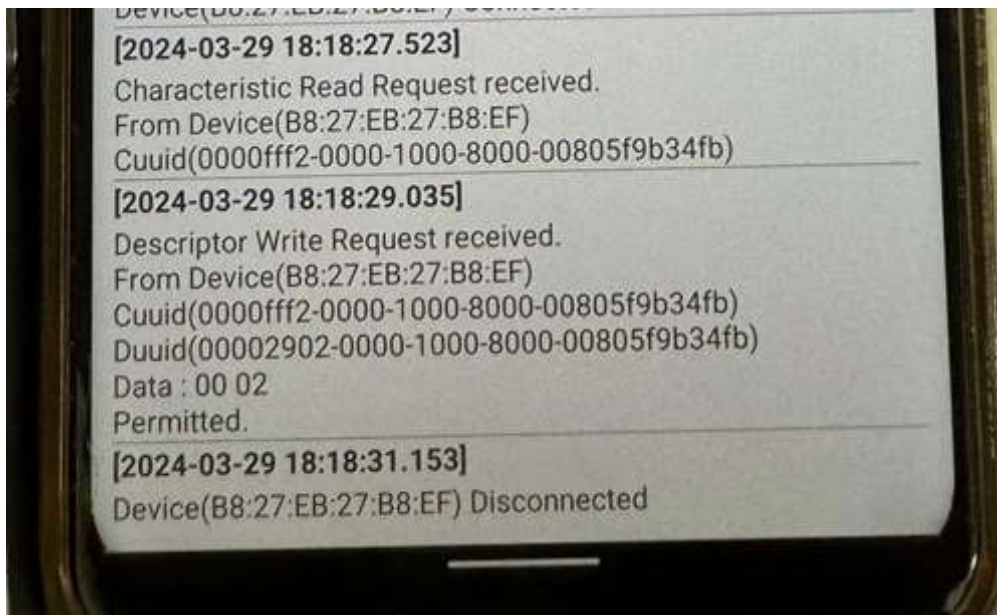 [2024-03-29 18:18:27.523]
Characteristic Read Request received.
From Device(B8:27:EB:27:B8:EF)
Cuuid(0000fff2-0000-1000-8000-00805f9b34fb)
[2024-03-29 18:18:29.035]
Descriptor Write Request received.
From Device(B8:27:EB:27:B8:EF)
Cuuid(0000fff2-0000-1000-8000-00805f9b34fb)
Duuid(00002902-0000-1000-8000-00805f9b34fb)
Data : 00 02
Permitted.
[2024-03-29 18:18:31.153]
Device(B8:27:EB:27:B8:EF) Disconnected